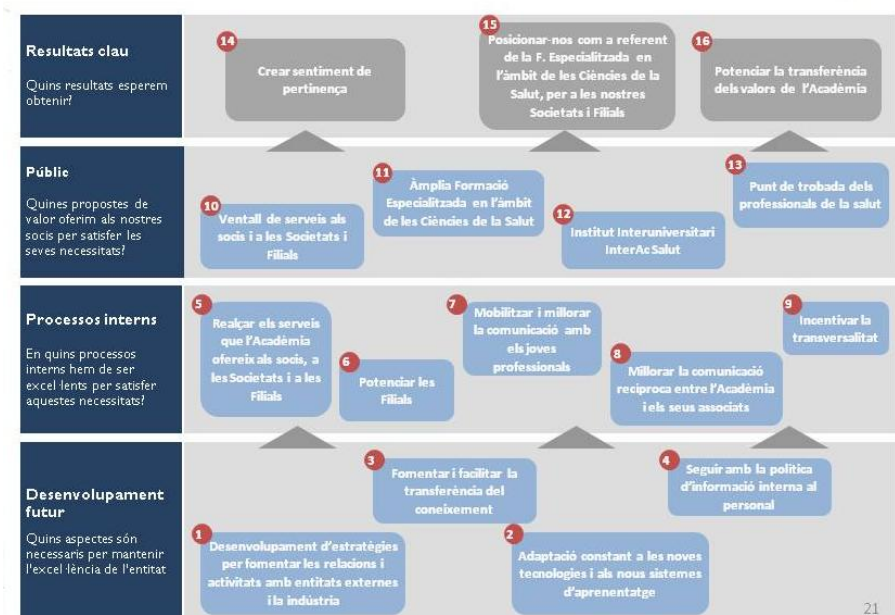 Resultats clau
Quins resultats esperem
obtenir?
14
Crear sentiment de
pertinença
15
Posicionar-nos com a referent
de la F. Especialitzada en
l'àmbit de les Ciències de la
Salut, per a les nostres
Societats i Filials
16
Potenciar la transferència
dels valors de l'Acadèmia
Públic
Quines propostes de
valor oferim als nostres
socis per satisfer les
seves necessitats?
10
Ventall de serveis als
socis i a les Societats i
Filials
11
Àmplia Formació
Especialitzada en l'àmbit
de les Ciències de la Salut
12
Institut Interuniversitari
InterAc Salut
13
Punt de trobada dels
professionals de la salut
Processos interns
En quins processos
interns hem de ser
excel·lents per satisfer
aquestes necessitats?
5
Realçar els serveis
que l'Acadèmia
ofereix als socis, a
les Societats i a les
Filials
6
Potenciar les
Filials
7
Mobilitzar i millorar
la comunicació amb
els joves
professionals
8
Millorar la comunicació
recíproca entre l'Acadèmia
i els seus associats
9
Incentivar la
transversalitat
Desenvolupament
futur
Quins aspectes són
necessaris per mantenir
l'excel·lència de l'entitat
1
Desenvolupament d'estratègies
per fomentar les relacions i
activitats amb entitats externes
i la indústria
2
Adaptació constant a les noves
tecnologies i als nous sistemes
d'aprenentatge
3
Fomentar i facilitar la
transferència del
coneixement
4
Seguir amb la política
d'informació interna al
personal
21